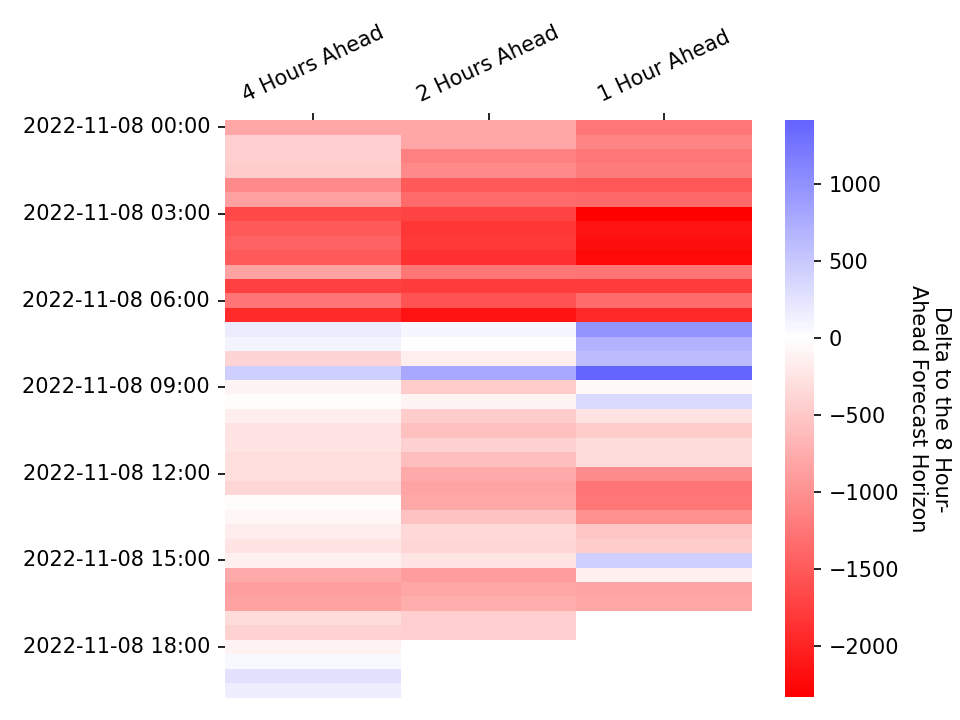 4 Hours Ahead
2 Hours Ahead
1 Hour Ahead
2022-11-08 00:00
2022-11-08 03:00
2022-11-08 06:00
2022-11-08 09:00
2022-11-08 12:00
2022-11-08 15:00
2022-11-08 18:00
1000
500
0
−500
−1000
−1500
−2000
Delta to the 8 Hour-
Ahead Forecast Horizon